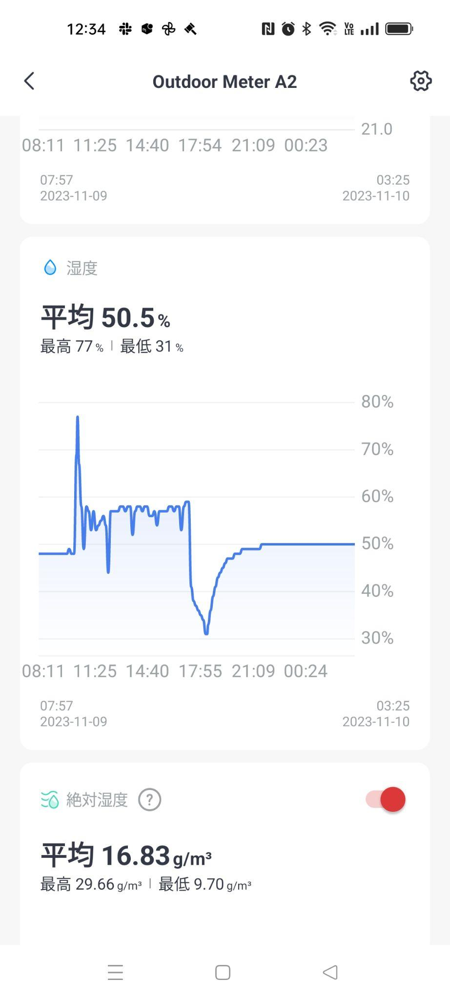 12:34
Outdoor Meter A2
21.0
08:11 11:25 14:40 17:54 21:09 00:23
07:57 03:25
2023-11-09 2023-11-10
湿度
平均 50.5 %
最高 77 % | 最低 31 %
80%
70%
60%
50%
40%
30%
08:11 11:25 14:40 17:55 21:09 00:24
07:57 03:25
2023-11-09 2023-11-10
絶対湿度 ?
平均 16.83 g/m³
最高 29.66 g/m³ | 最低 9.70 g/m³